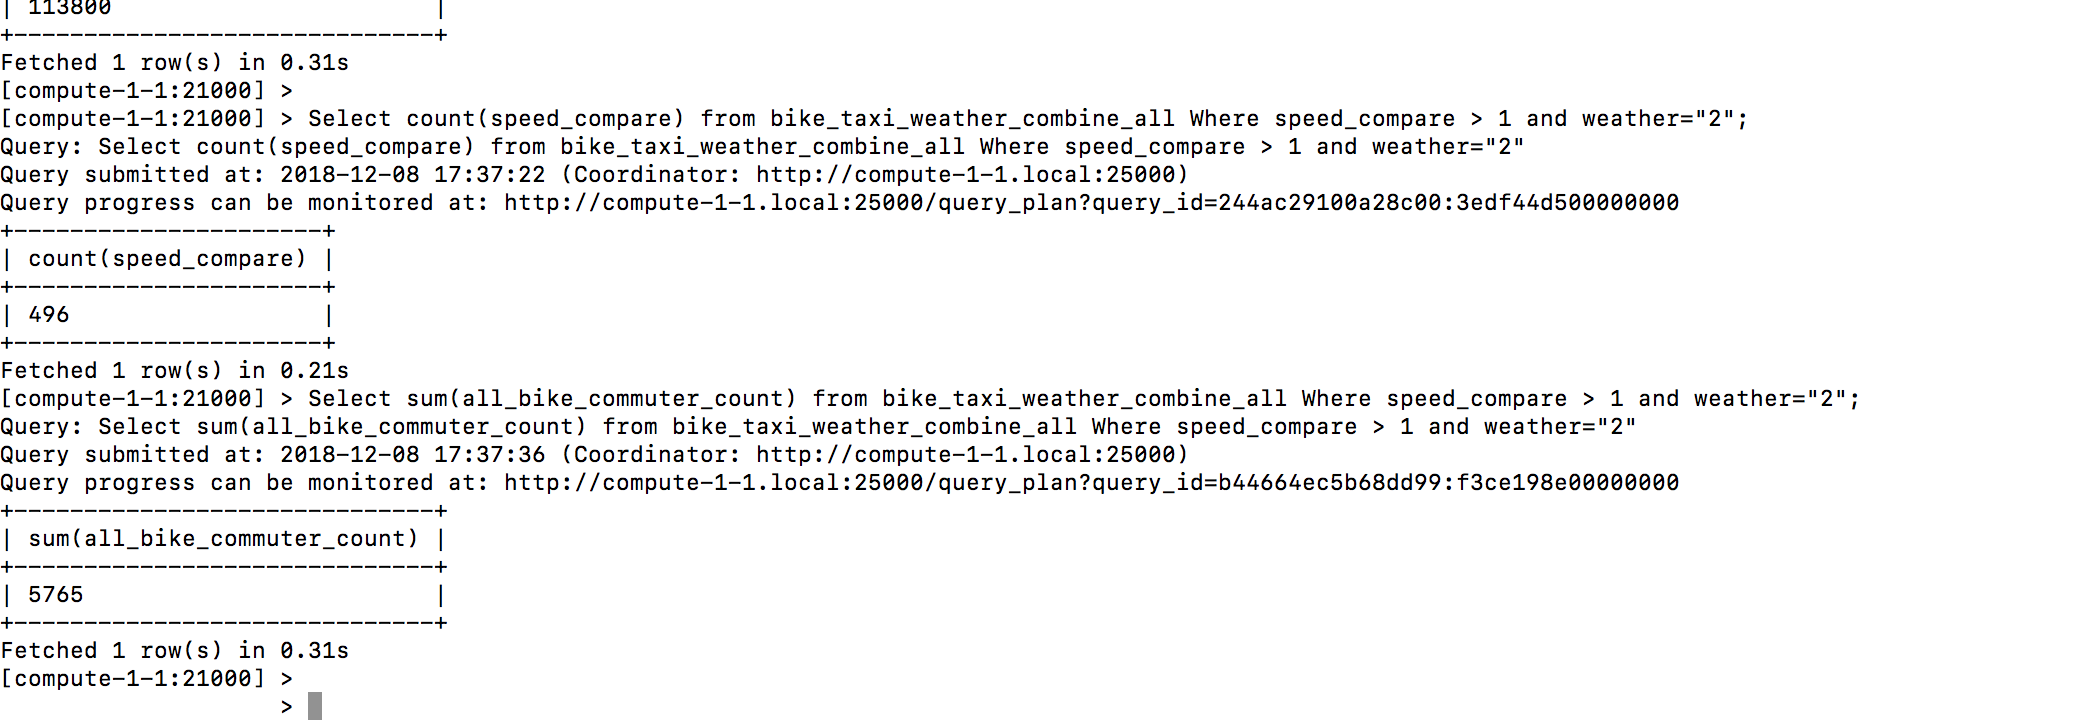 | 113800                       |
+------------------------------+
Fetched 1 row(s) in 0.31s
[compute-1-1:21000] >
[compute-1-1:21000] > Select count(speed_compare) from bike_taxi_weather_combine_all Where speed_compare > 1 and weather="2";
Query: Select count(speed_compare) from bike_taxi_weather_combine_all Where speed_compare > 1 and weather="2"
Query submitted at: 2018-12-08 17:37:22 (Coordinator: http://compute-1-1.local:25000)
Query progress can be monitored at: http://compute-1-1.local:25000/query_plan?query_id=244ac29100a28c00:3edf44d500000000
+----------------------+
| count(speed_compare) |
+----------------------+
| 496                  |
+----------------------+
Fetched 1 row(s) in 0.21s
[compute-1-1:21000] > Select sum(all_bike_commuter_count) from bike_taxi_weather_combine_all Where speed_compare > 1 and weather="2";
Query: Select sum(all_bike_commuter_count) from bike_taxi_weather_combine_all Where speed_compare > 1 and weather="2"
Query submitted at: 2018-12-08 17:37:36 (Coordinator: http://compute-1-1.local:25000)
Query progress can be monitored at: http://compute-1-1.local:25000/query_plan?query_id=b44664ec5b68dd99:f3ce198e00000000
+------------------------------+
| sum(all_bike_commuter_count) |
+------------------------------+
| 5765                         |
+------------------------------+
Fetched 1 row(s) in 0.31s
[compute-1-1:21000] >
                    >